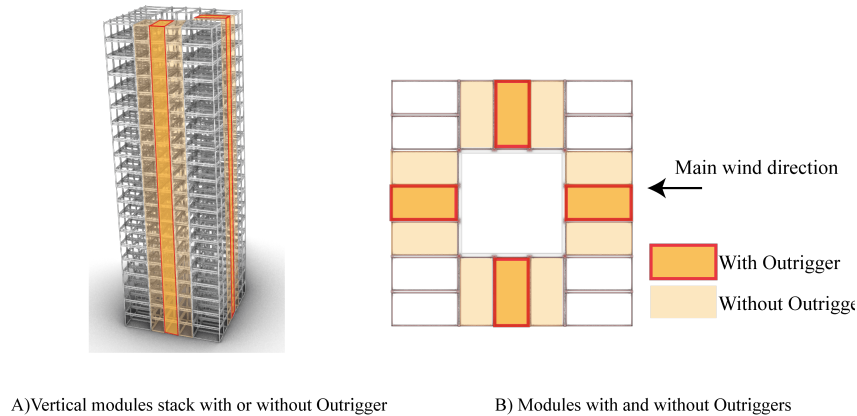 Main wind direction
With Outrigger
Without Outrigge
A)Vertical modules stack with or without Outrigger
B) Modules with and without Outriggers